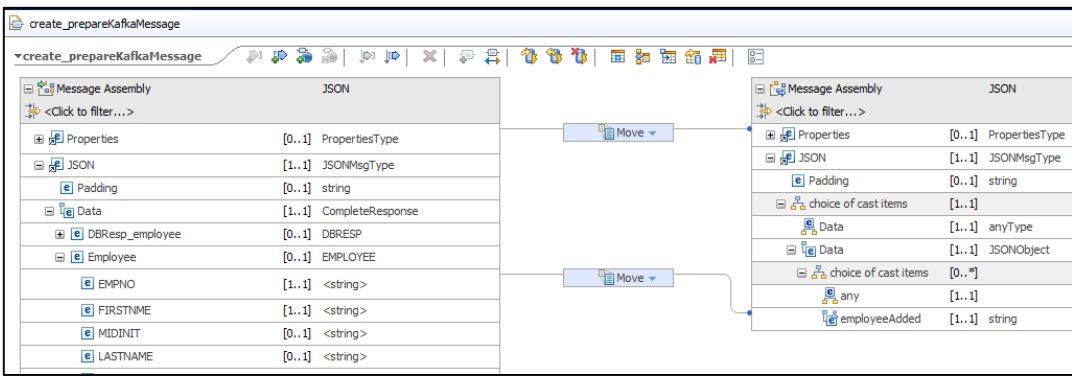 create_prepareKafkaMessage
create_prepareKafkaMessage
Message Assembly JSON
<Click to filter...>
Properties [0..1] PropertiesType
JSON [1..1] JSONMsgType
Padding [0..1] string
Data [1..1] CompleteResponse
DBResp_employee [0..1] DBRESP
Employee [0..1] EMPLOYEE
EMPNO [1..1] <string>
FIRSTNME [1..1] <string>
MIDINIT [0..1] <string>
LASTNAME [0..1] <string>
Move
Move
Message Assembly JSON
<Click to filter...>
Properties [0..1] PropertiesType
JSON [1..1] JSONMsgType
Padding [0..1] string
choice of cast items [1..1]
Data [1..1] anyType
Data [1..1] JSONObject
choice of cast items [0..*]
any [1..1]
employeeAdded [1..1] string